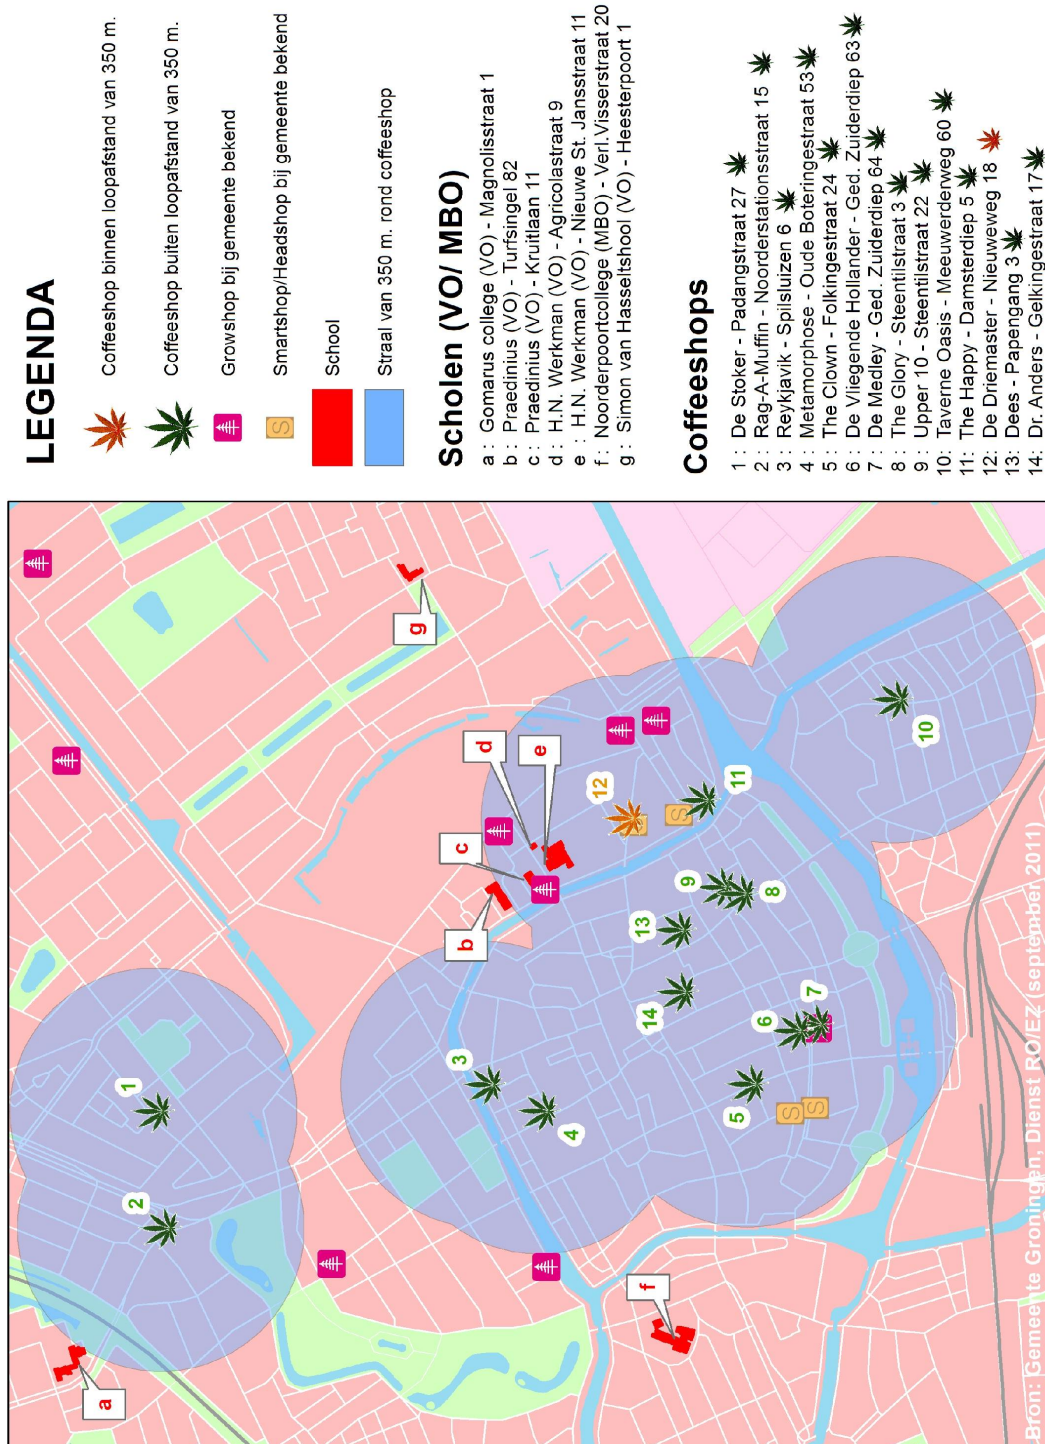 LEGENDA
Coffeeshop binnen loopafstand van 350 m.
Coffeeshop buiten loopafstand van 350 m.
Growshop bij gemeente bekend
Smartshop/Headshop bij gemeente bekend
School
Straal van 350 m. rond coffeeshop
Scholen (VO/ MBO)
a : Gomarus college (VO) - Magnolisstraat 1
b : Praedinius (VO) - Turfsingel 82
c : Praedinius (VO) - Kruitlaan 11
d : H.N. Werkman (VO) - Agricolastraat 9
e : H.N. Werkman (VO) - Nieuwe St. Jansstraat 11
f : Noorderpoortcollege (MBO) - Verl.Visserstraat 20
g : Simon van Hasseltshool (VO) - Heesterpoort 1
Coffeeshops
1 : De Stoker - Padangstraat 27
2 : Rag-A-Muffin - Noorderstationsstraat 15
3 : Reykjavik - Spilsluizen 6
4 : Metamorphose - Oude Boteringestraat 53
5 : The Clown - Folkingestraat 24
6 : De Vliegende Hollander - Ged. Zuiderdiep 63
7 : De Medley - Ged. Zuiderdiep 64
8 : The Glory - Steentilstraat 3
9 : Upper 10 - Steentilstraat 22
10: Taverne Oasis - Meeuwerderweg 60
11: The Happy - Damsterdiep 5
12: De Driemaster - Nieuweweg 18
13: Dees - Papengang 3
14: Dr. Anders - Gelkingestraat 17
a
b
c
d
e
f
g
1
2
3
4
5
6
7
8
9
10
11
12
13
14
S
S
S
S
Bron: Gemeente Groningen, Dienst RO/EZ (september 2011)